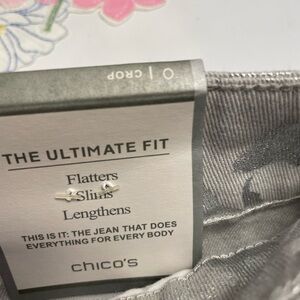 0 | CROP
THE ULTIMATE FIT
Flatters
Slims
Lengthens
THIS IS IT: THE JEAN THAT DOES
EVERYTHING FOR EVERY BODY
chico's